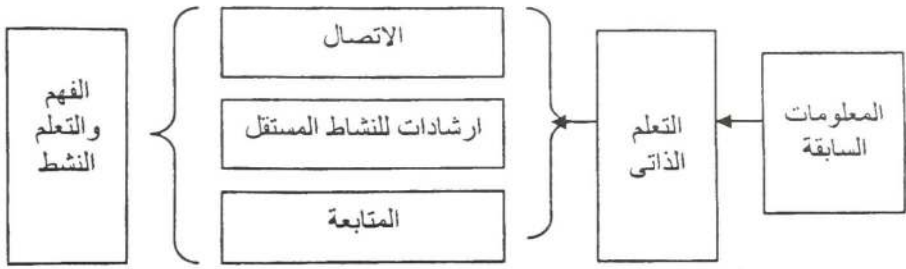 المعلومات
السابقة
التعلم
الذاتى
الاتصال
ارشادات للنشاط المستقل
المتابعة
الفهم
والتعلم
النشط